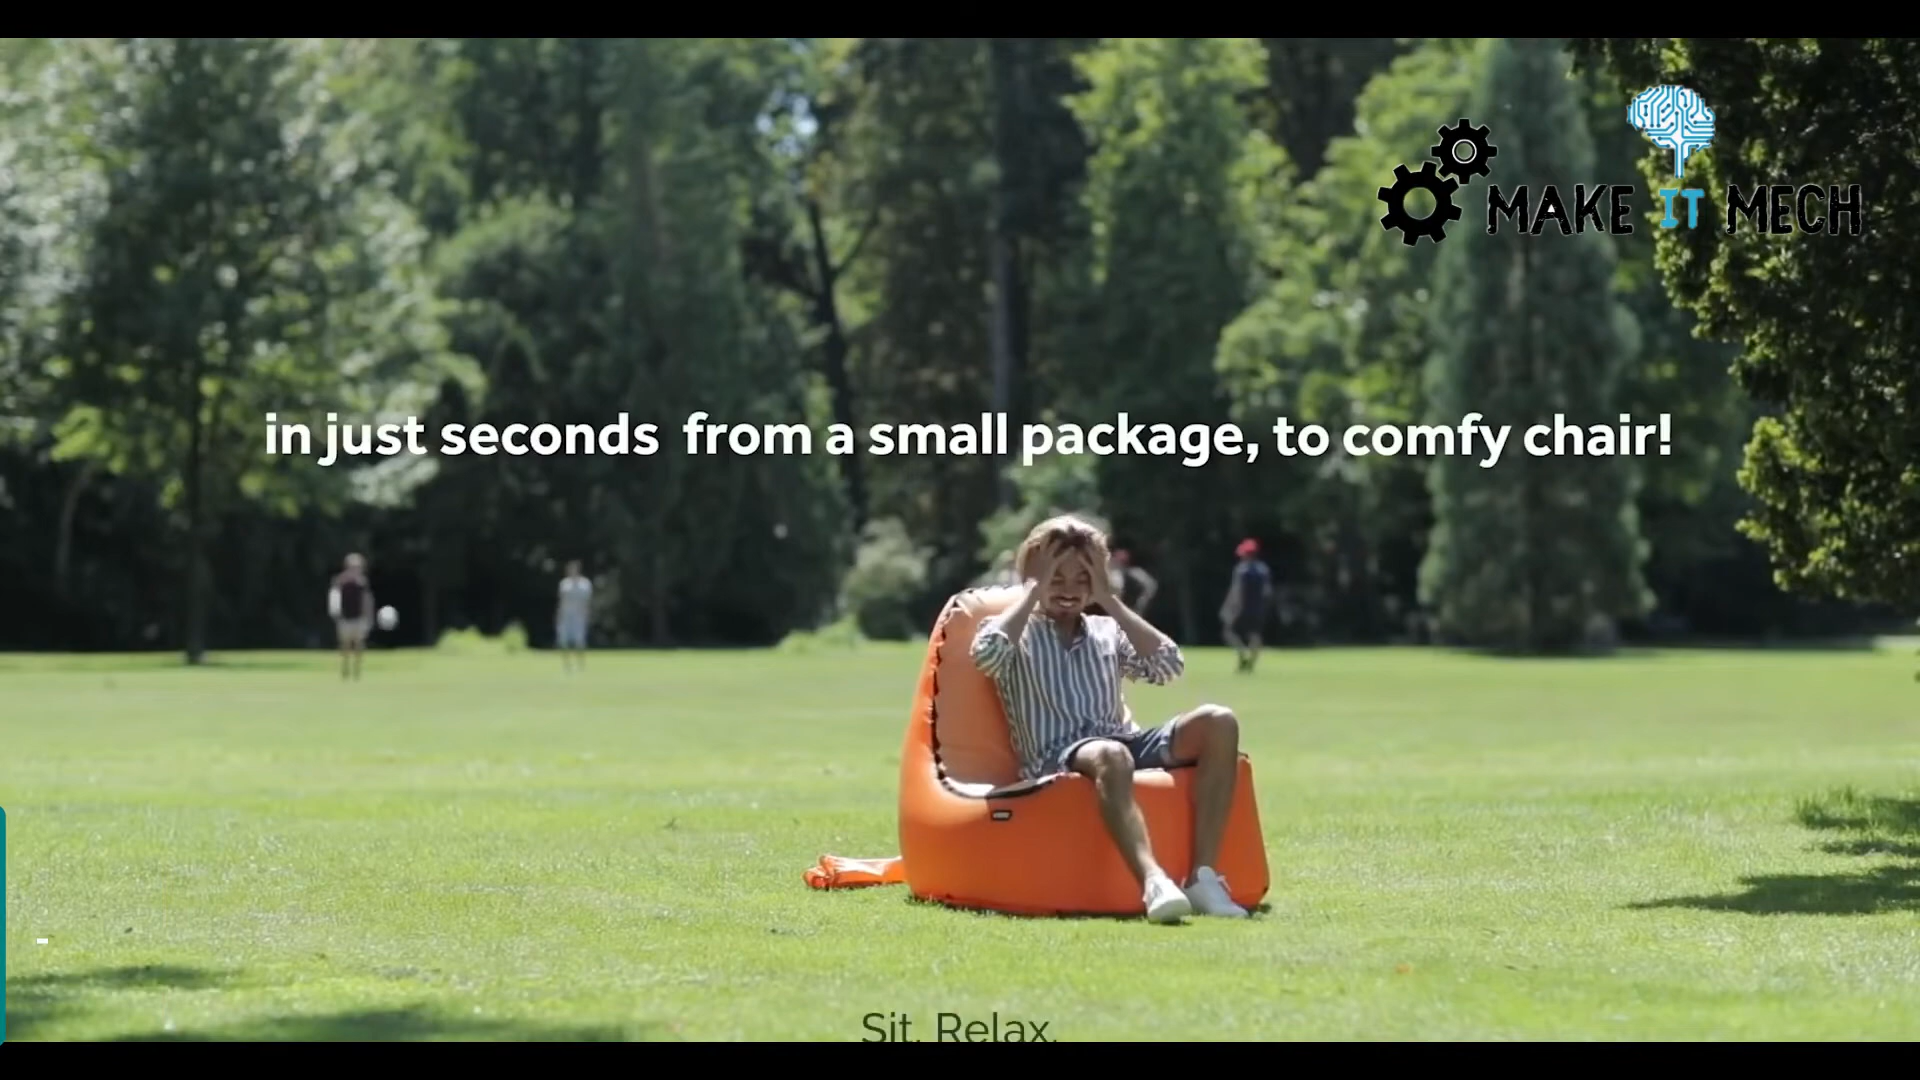 MAKE IT MECH
in just seconds from a small package, to comfy chair!
Sit. Relax.